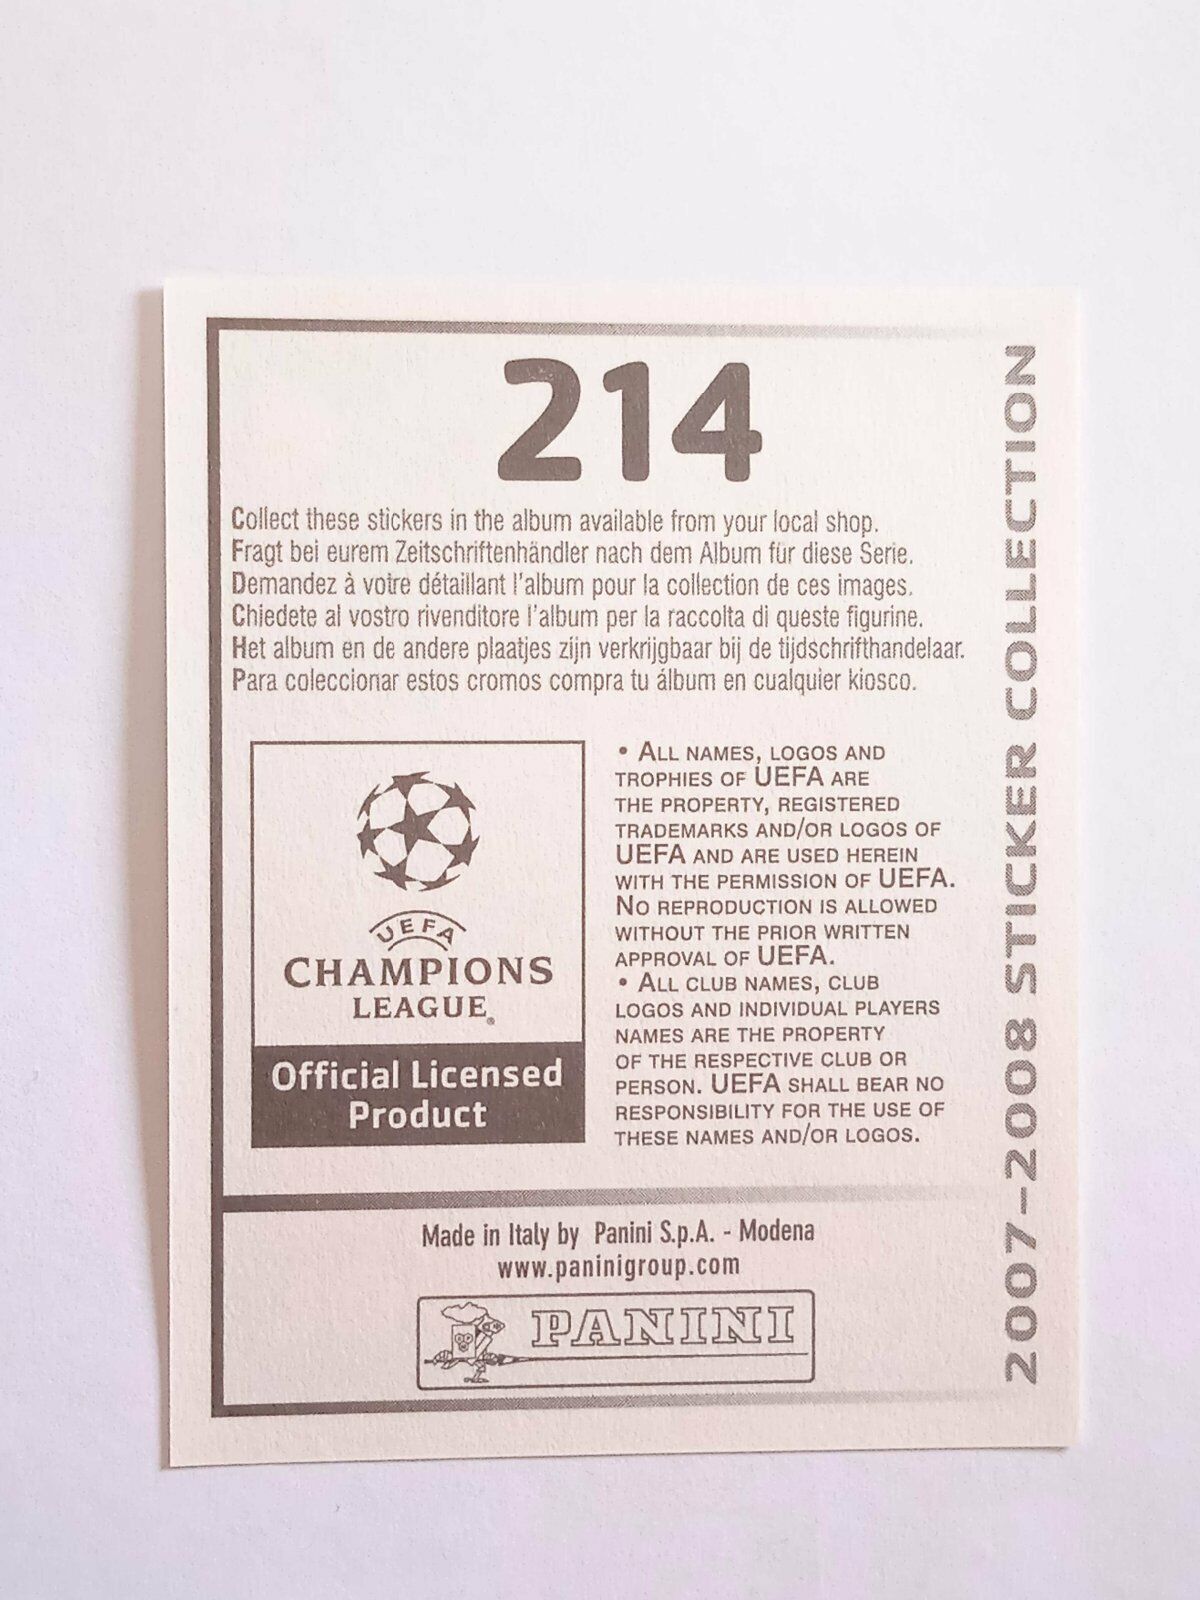 214
Collect these stickers in the album available from your local shop.
Fragt bei eurem Zeitschriftenhändler nach dem Album für diese Serie.
Demandez à votre détaillant l'album pour la collection de ces images.
Chiedete al vostro rivenditore l'album per la raccolta di queste figurine.
Het album en de andere plaatjes zijn verkrijgbaar bij de tijdschrifthandelaar.
Para coleccionar estos cromos compra tu álbum en cualquier kiosco.
UEFA
CHAMPIONS
LEAGUE®
Official Licensed
Product
• ALL NAMES, LOGOS AND
TROPHIES OF UEFA ARE
THE PROPERTY, REGISTERED
TRADEMARKS AND/OR LOGOS OF
UEFA AND ARE USED HEREIN
WITH THE PERMISSION OF UEFA.
NO REPRODUCTION IS ALLOWED
WITHOUT THE PRIOR WRITTEN
APPROVAL OF UEFA.
• ALL CLUB NAMES, CLUB
LOGOS AND INDIVIDUAL PLAYERS
NAMES ARE THE PROPERTY
OF THE RESPECTIVE CLUB OR
PERSON. UEFA SHALL BEAR NO
RESPONSIBILITY FOR THE USE OF
THESE NAMES AND/OR LOGOS.
Made in Italy by Panini S.p.A. - Modena
www.paninigroup.com
PANINI
2007-2008 STICKER COLLECTION